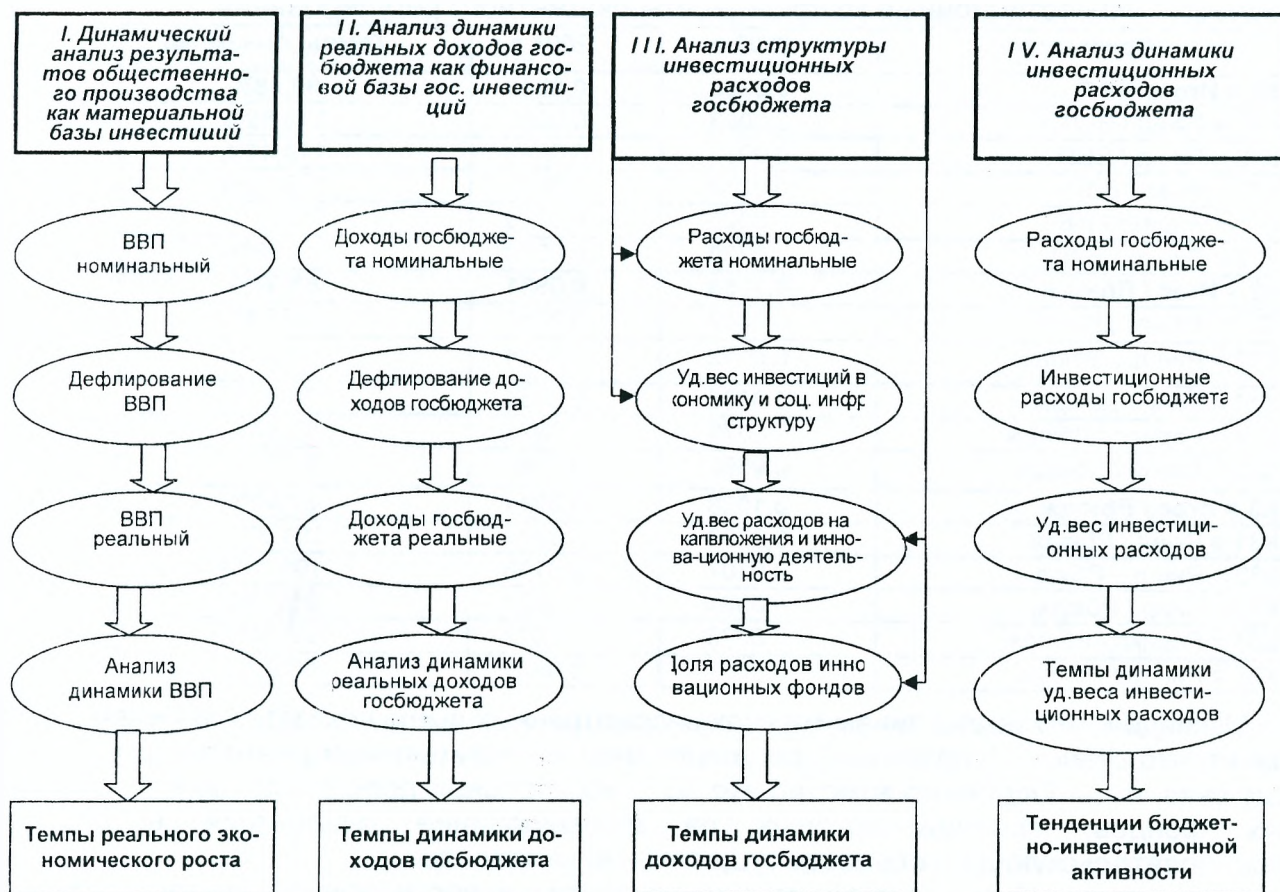 I. Динамический
анализ результа-
тов общественно-
го производства
как материальной
базы инвестиций
II. Анализ динамики
реальных доходов гос-
бюджета как финансо-
вой базы гос. инвести-
ций
III. Анализ структуры
инвестиционных
расходов
госбюджета
IV. Анализ динамики
инвестиционных
расходов
госбюджета
ВВП
номинальный
Доходы госбюдже-
та номинальные
Расходы госбюд-
жета номинальные
Расходы госбюдже-
та номинальные
Дефлирование
ВВП
Дефлирование до-
ходов госбюджета
Уд.вес инвестиций в
кономику и соц. инфр
структуру
Инвестиционные
расходы госбюджета
ВВП
реальный
Доходы госбюд-
жета реальные
Уд.вес расходов на
капвложения и инно-
ва-ционную деятель-
ность
Уд.вес инвестици-
онных расходов
Анализ
динамики ВВП
Анализ динамики
реальных доходов
госбюджета
оля расходов инно
вационных фондов
Темпы динамики
уд.веса инвести-
ционных расходов
Темпы реального эко-
номического роста
Темпы динамики до-
ходов госбюджета
Темпы динамики
доходов госбюджета
Тенденции бюджет-
но-инвестиционной
активности